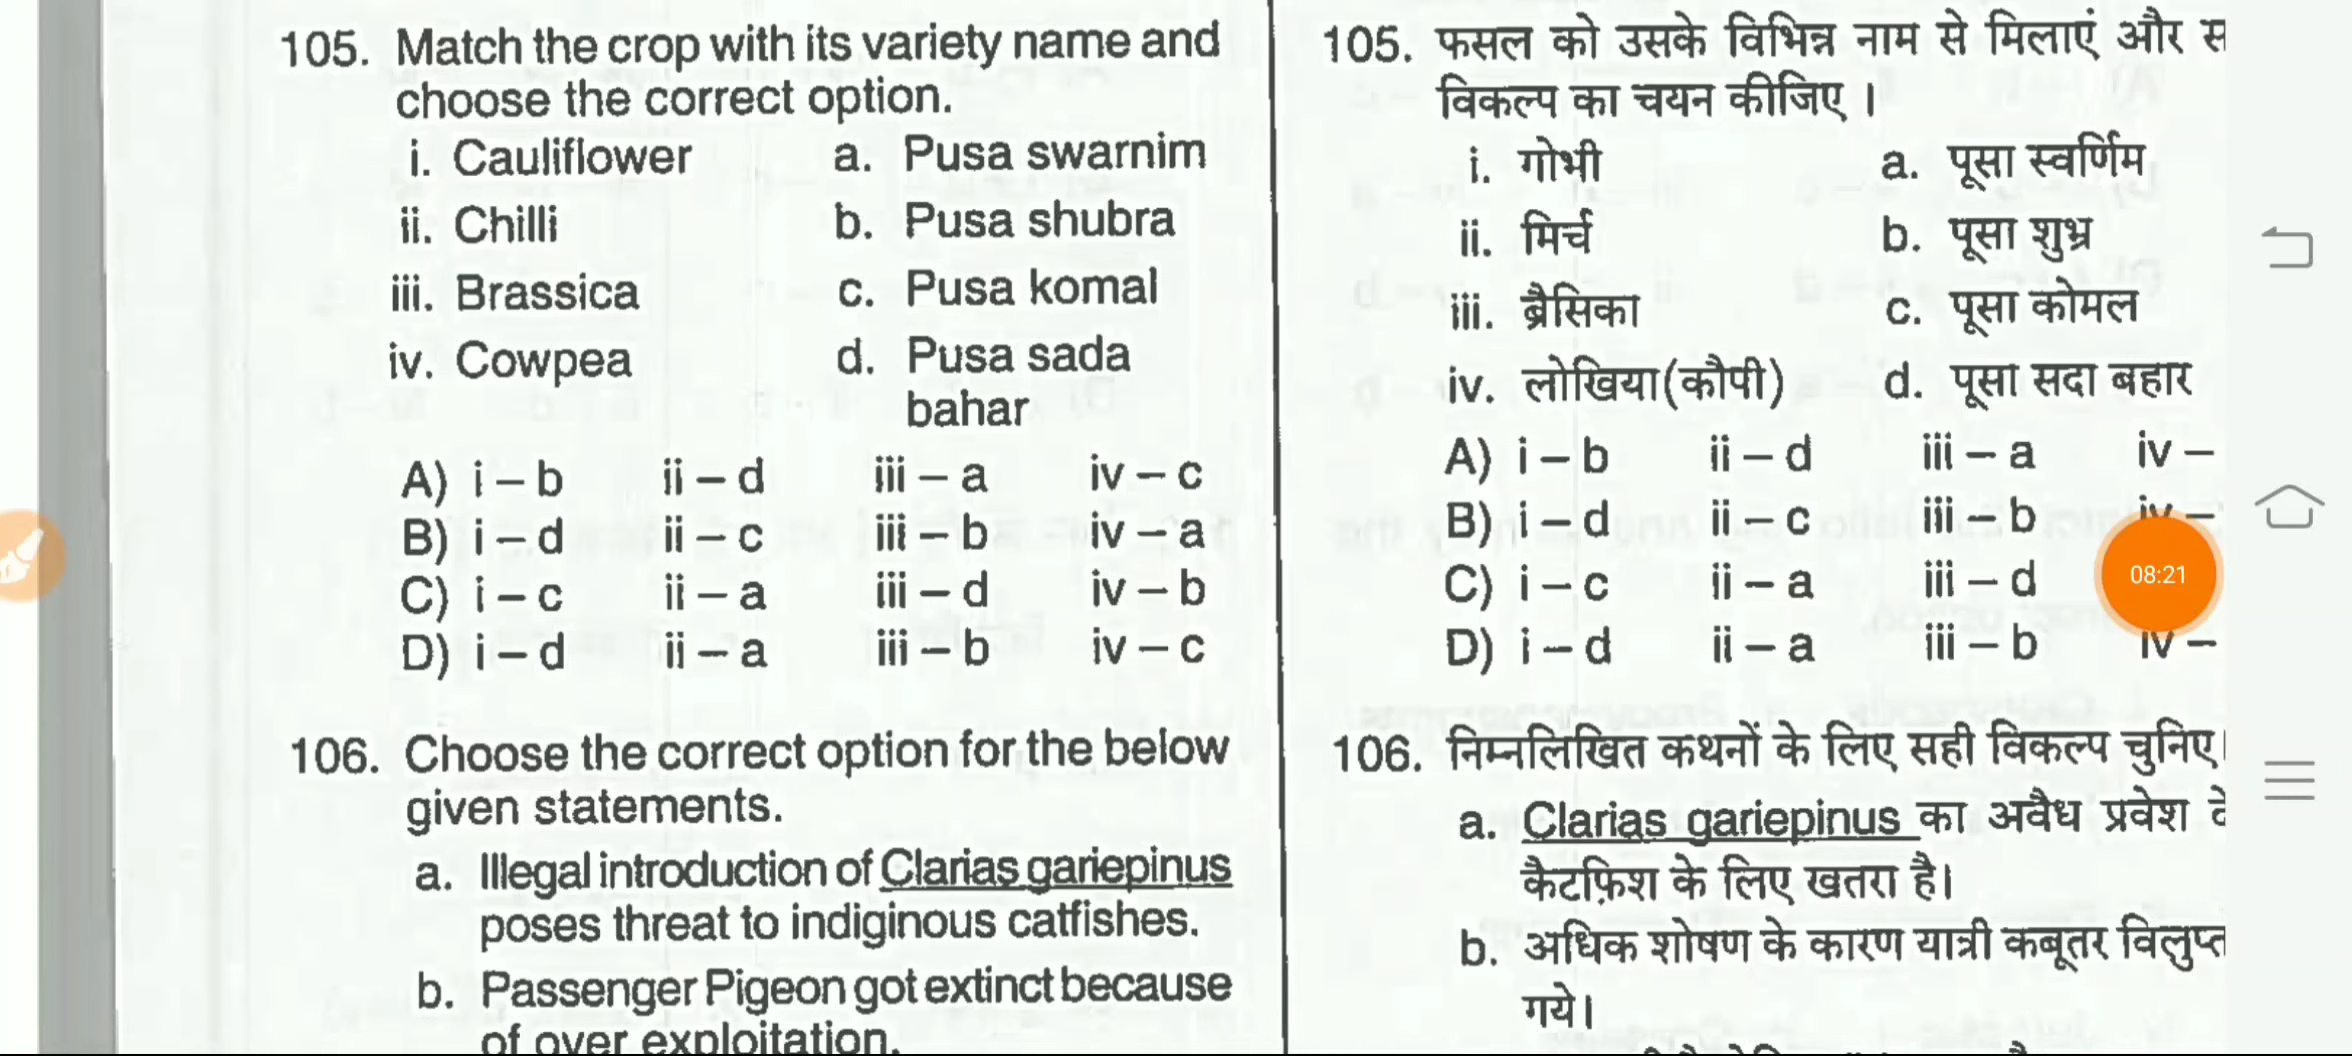 105. Match the crop with its variety name and
choose the correct option.
i. Cauliflower a. Pusa swarnim
ii. Chilli b. Pusa shubra
iii. Brassica c. Pusa komal
iv. Cowpea d. Pusa sada
bahar
A) i – b ii – d iii – a iv – c
B) i – d ii – c iii – b iv – a
C) i – c ii – a iii – d iv – b
D) i – d ii – a iii – b iv – c
106. Choose the correct option for the below
given statements.
a. Illegal introduction of Clarias gariepinus
poses threat to indiginous catfishes.
b. Passenger Pigeon got extinct because
of over exploitation.
105. फसल को उसके विभिन्न नाम से मिलाएं और
विकल्प का चयन कीजिए ।
i. गोभी a. पूसा स्वर्णिम
ii. मिर्च b. पूसा शुभ्र
iii. ब्रैसिका c. पूसा कोमल
iv. लोखिया(कौपी) d. पूसा सदा बहार
A) i – b ii – d iii – a iv –
B) i – d ii – c iii – b iv –
C) i – c ii – a iii – d
D) i – d ii – a iii – b iv –
08:21
106. निम्नलिखित कथनों के लिए सही विकल्प चुनिए।
a. Clarias gariepinus का अवैध प्रवेश
कैटफ़िश के लिए खतरा है।
b. अधिक शोषण के कारण यात्री कबूतर विलुप्त
गये।